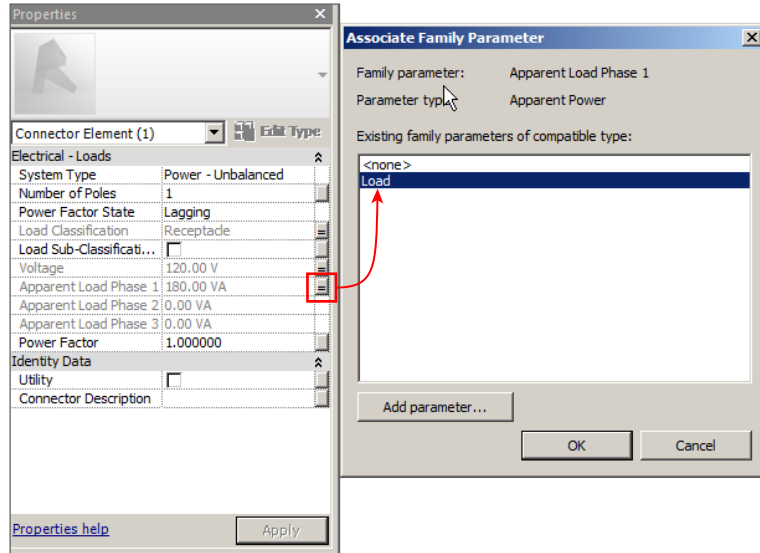 Properties
Connector Element (1)
Edit Type
Electrical - Loads
System Type Power - Unbalanced
Number of Poles 1
Power Factor State Lagging
Load Classification Receptacle =
Load Sub-Classificati...
Voltage 120.00 V =
Apparent Load Phase 1 180.00 VA =
Apparent Load Phase 2 0.00 VA
Apparent Load Phase 3 0.00 VA
Power Factor 1.000000
Identity Data
Utility
Connector Description
Properties help
Apply
Associate Family Parameter
Family parameter: Apparent Load Phase 1
Parameter type: Apparent Power
Existing family parameters of compatible type:
<none>
Load
Add parameter...
OK
Cancel